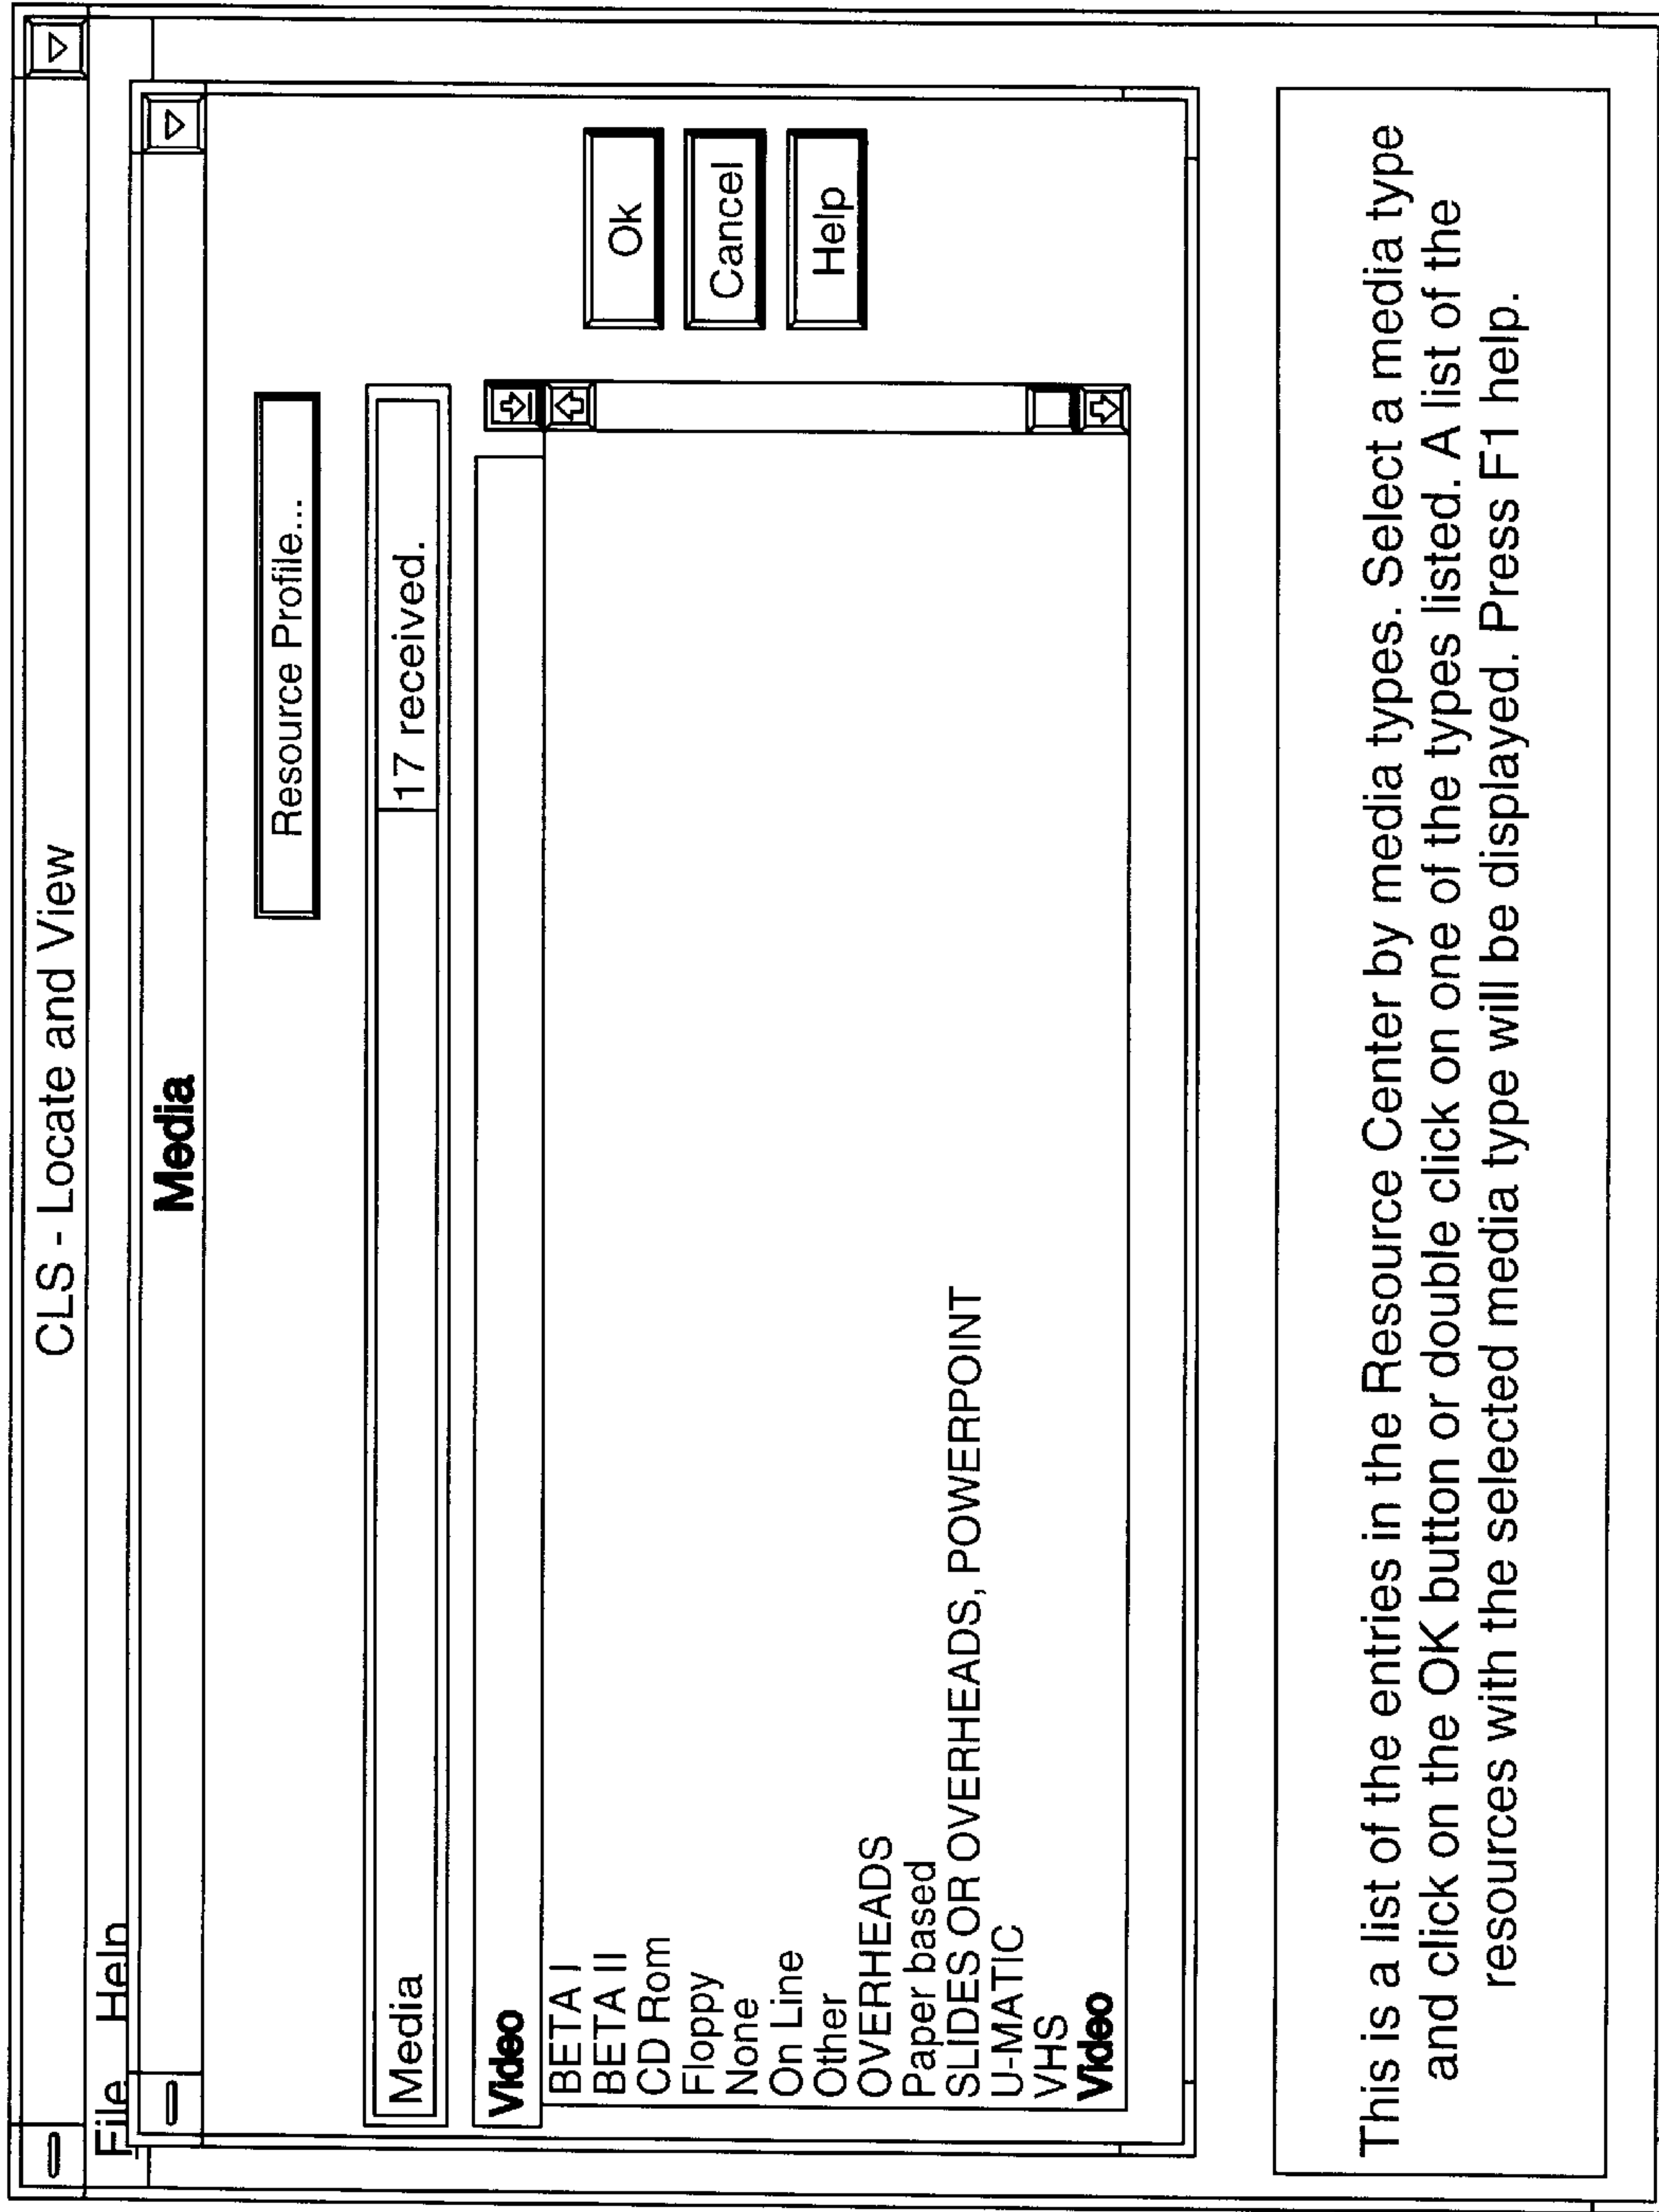 CLS - Locate and View
File Help
Media
Resource Profile...
Media 17 received.
Video
BETA I
BETA II
CD Rom
Floppy
None
On Line
Other
OVERHEADS
Paper based
SLIDES OR OVERHEADS, POWERPOINT
U-MATIC
VHS
Video
Ok
Cancel
Help
This is a list of the entries in the Resource Center by media types. Select a media type
and click on the OK button or double click on one of the types listed. A list of the
resources with the selected media type will be displayed. Press F1 help.